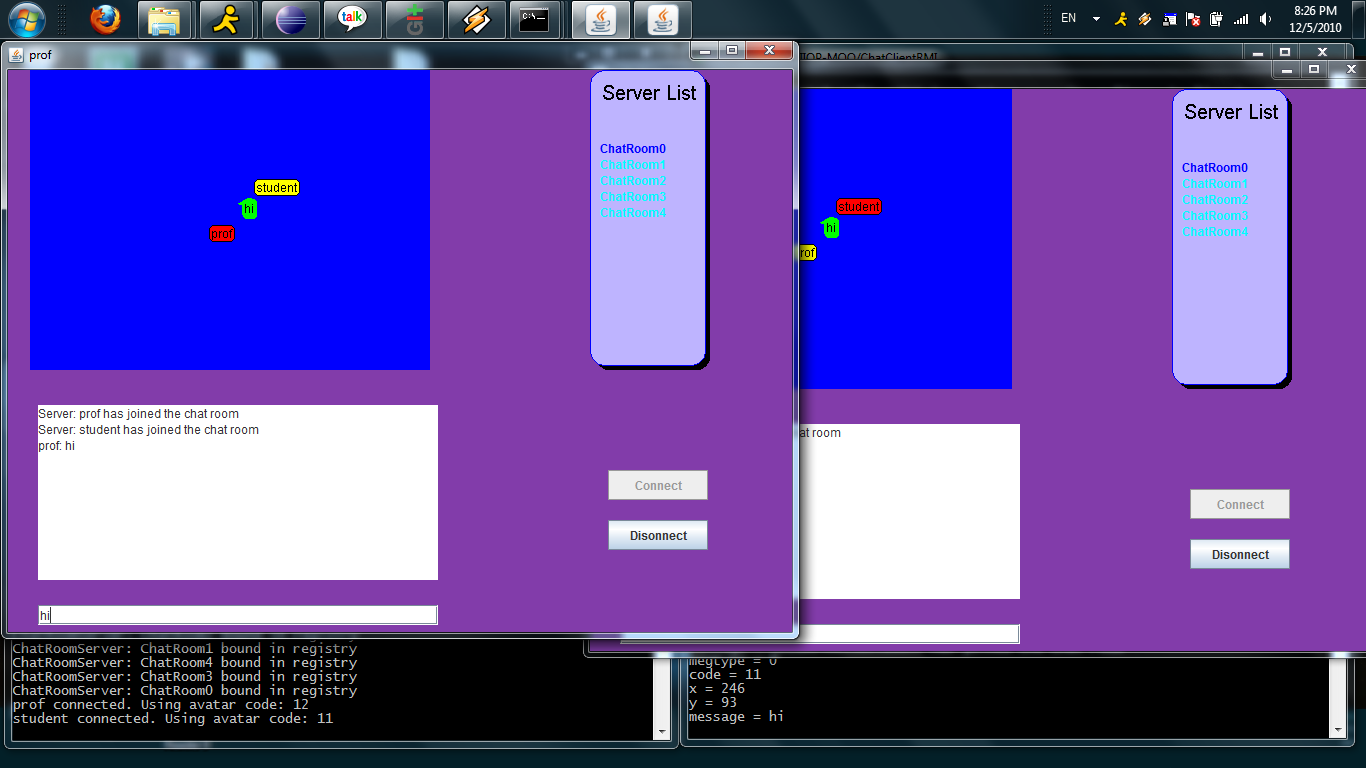 talk
Git
C:\
EN
8:26 PM
12/5/2010
prof
TOP-MOO/ChatClientRMI
Server List
ChatRoom0
ChatRoom1
ChatRoom2
ChatRoom3
ChatRoom4
student
hi
prof
Server: prof has joined the chat room
Server: student has joined the chat room
prof: hi
Connect
Disonnect
hi
Server List
ChatRoom0
ChatRoom1
ChatRoom2
ChatRoom3
ChatRoom4
student
hi
rof
at room
Connect
Disonnect
ChatRoomServer: ChatRoom1 bound in registry
ChatRoomServer: ChatRoom4 bound in registry
ChatRoomServer: ChatRoom3 bound in registry
ChatRoomServer: ChatRoom0 bound in registry
prof connected. Using avatar code: 12
student connected. Using avatar code: 11
megtype = 0
code = 11
x = 246
y = 93
message = hi